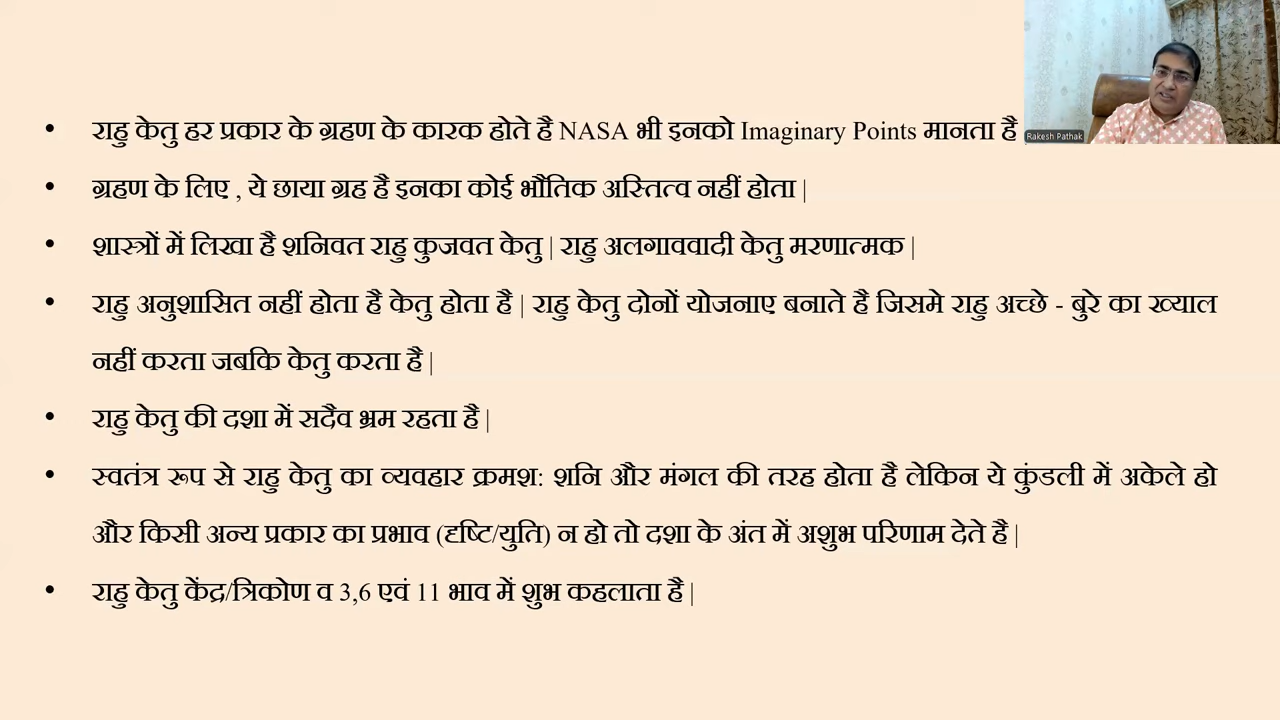 • राहु केतु हर प्रकार के ग्रहण के कारक होते है NASA भी इनको Imaginary Points मानता है
• ग्रहण के लिए , ये छाया ग्रह है इनका कोई भौतिक अस्तित्व नहीं होता |
• शास्त्रों में लिखा है शनिवत राहु कुजवत केतु | राहु अलगाववादी केतु मरणात्मक |
• राहु अनुशासित नहीं होता है केतु होता है | राहु केतु दोनों योजनाए बनाते है जिसमे राहु अच्छे - बुरे का ख्याल
नहीं करता जबकि केतु करता है |
• राहु केतु की दशा में सदैव भ्रम रहता है |
• स्वतंत्र रूप से राहु केतु का व्यवहार क्रमश: शनि और मंगल की तरह होता है लेकिन ये कुंडली में अकेले हो
और किसी अन्य प्रकार का प्रभाव (दृष्टि/युति) न हो तो दशा के अंत में अशुभ परिणाम देते है |
• राहु केतु केंद्र/त्रिकोण व 3,6 एवं 11 भाव में शुभ कहलाता है |
Rakesh Pathak